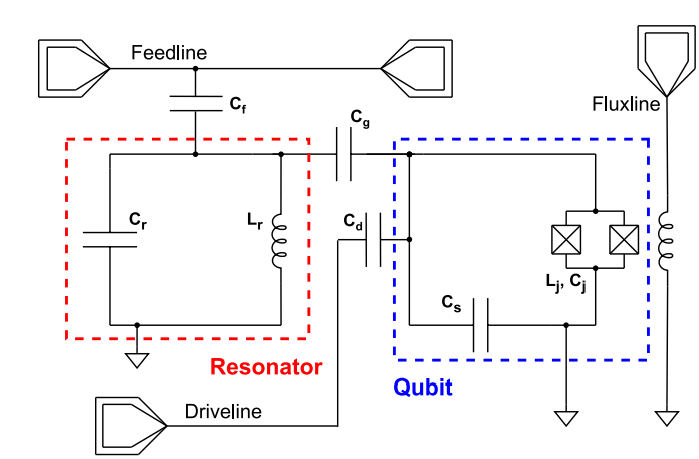 Feedline
Fluxline
C_f
C_g
C_r
L_r
C_d
L_j, C_j
C_s
Resonator
Qubit
Driveline